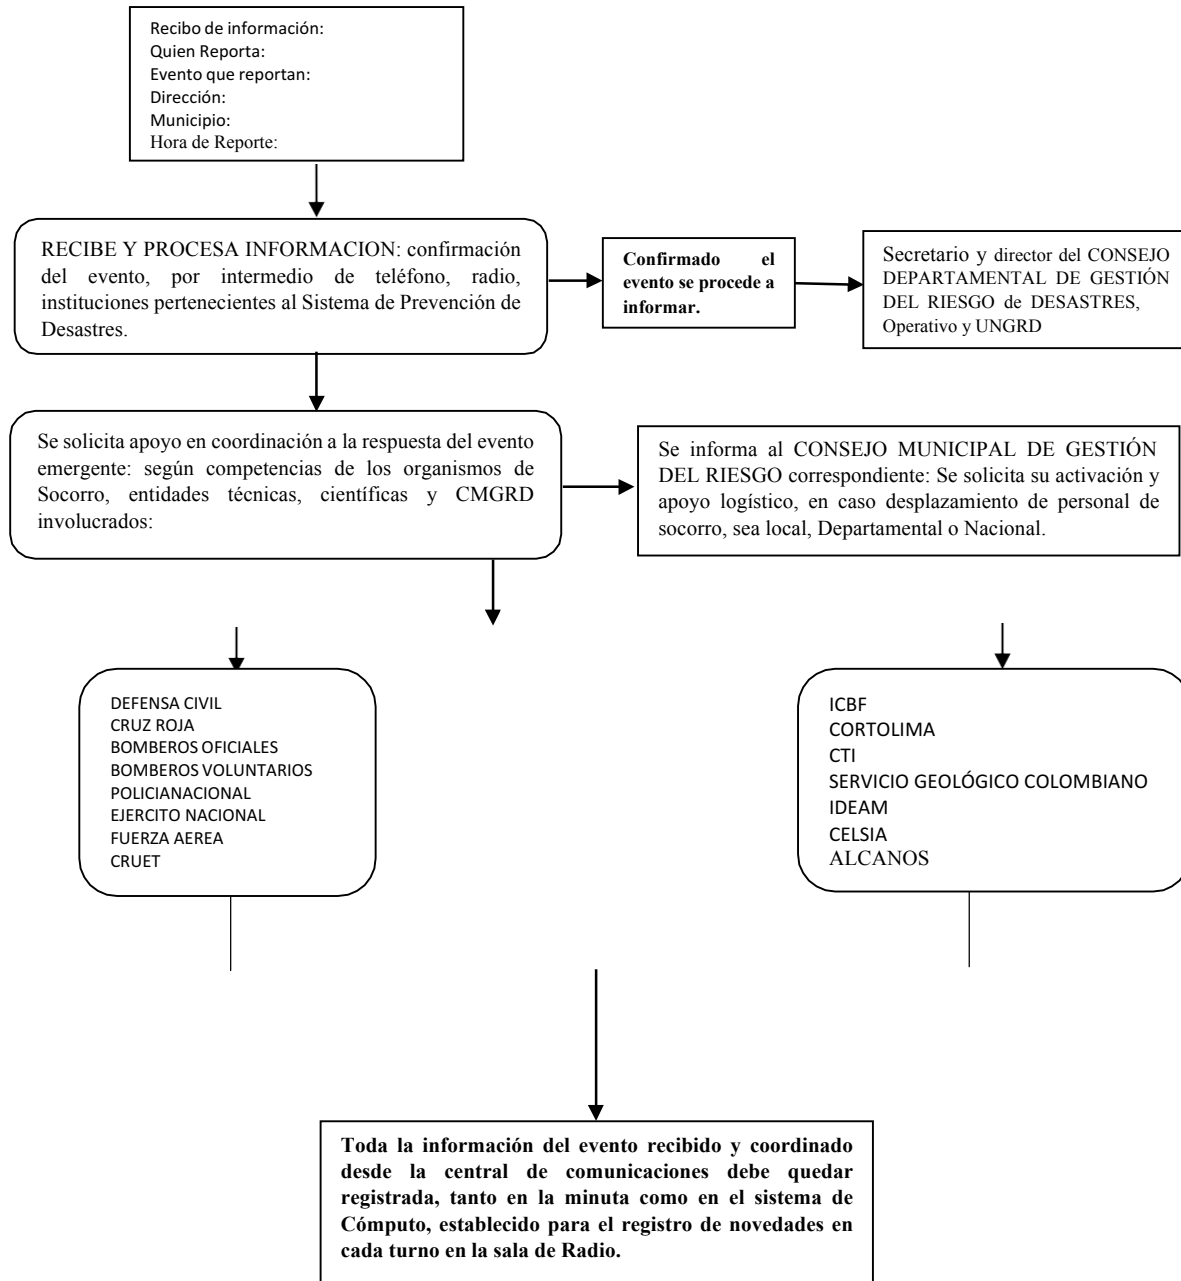 Recibo de información:
Quien Reporta:
Evento que reportan:
Dirección:
Municipio:
Hora de Reporte:
RECIBE Y PROCESA INFORMACION: confirmación
del evento, por intermedio de teléfono, radio,
instituciones pertenecientes al Sistema de Prevención de
Desastres.
Confirmado el
evento se procede a
informar.
Secretario y director del CONSEJO
DEPARTAMENTAL DE GESTIÓN
DEL RIESGO de DESASTRES,
Operativo y UNGRD
Se solicita apoyo en coordinación a la respuesta del evento
emergente: según competencias de los organismos de
Socorro, entidades técnicas, científicas y CMGRD
involucrados:
Se informa al CONSEJO MUNICIPAL DE GESTIÓN
DEL RIESGO correspondiente: Se solicita su activación y
apoyo logístico, en caso desplazamiento de personal de
socorro, sea local, Departamental o Nacional.
DEFENSA CIVIL
CRUZ ROJA
BOMBEROS OFICIALES
BOMBEROS VOLUNTARIOS
POLICIANACIONAL
EJERCITO NACIONAL
FUERZA AEREA
CRUET
ICBF
CORTOLIMA
CTI
SERVICIO GEOLÓGICO COLOMBIANO
IDEAM
CELSIA
ALCANOS
Toda la información del evento recibido y coordinado
desde la central de comunicaciones debe quedar
registrada, tanto en la minuta como en el sistema de
Cómputo, establecido para el registro de novedades en
cada turno en la sala de Radio.